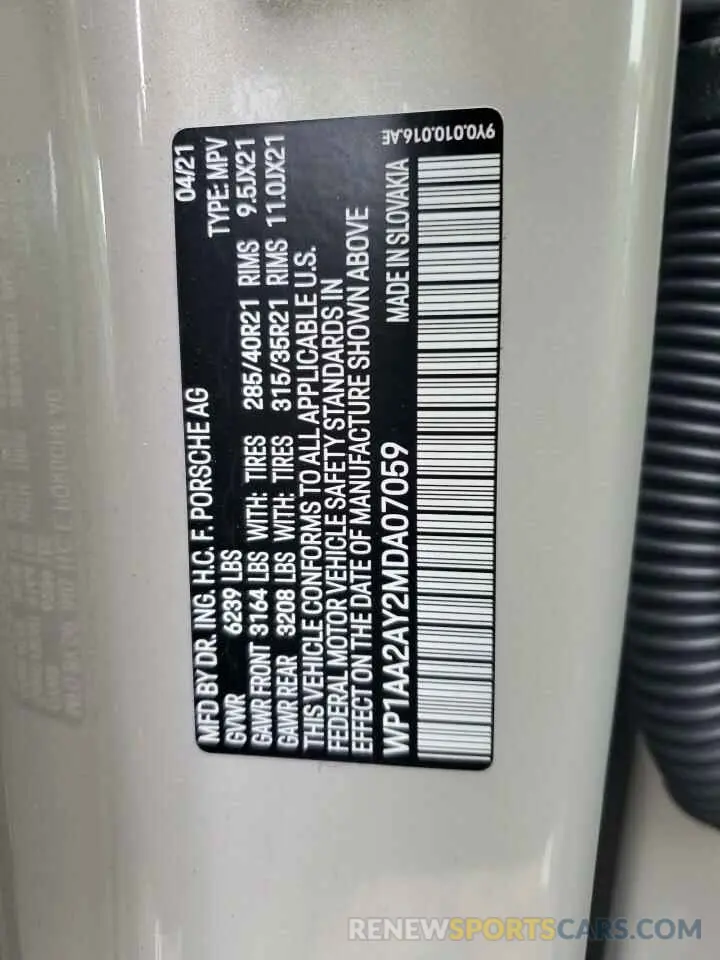 MFD BY DR. ING. H.C. F. PORSCHE AG 04/21
GVWR 6239 LBS TYPE: MPV
GAWR FRONT 3164 LBS WITH: TIRES 285/40R21 RIMS 9.5JX21
GAWR REAR 3208 LBS WITH: TIRES 315/35R21 RIMS 11.0JX21
THIS VEHICLE CONFORMS TO ALL APPLICABLE U.S.
FEDERAL MOTOR VEHICLE SAFETY STANDARDS IN
EFFECT ON THE DATE OF MANUFACTURE SHOWN ABOVE
WP1AA2AY2MDA07059 MADE IN SLOVAKIA
9Y0.010.016.AE
RENEWSPORTSCARS.COM